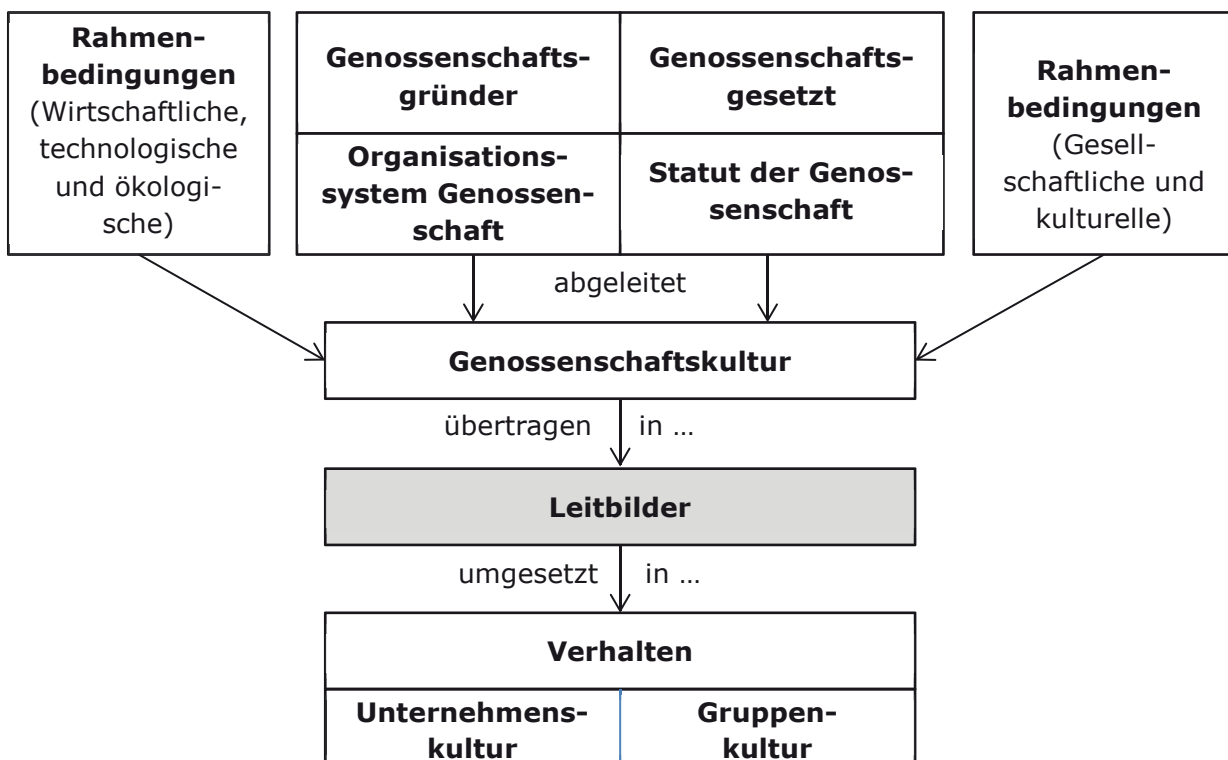 Rahmen-
bedingungen
(Wirtschaftliche,
technologische
und ökologi-
sche)
Genossenschafts-
gründer
Genossenschafts-
gesetzt
Organisations-
system Genossen-
schaft
Statut der Genos-
senschaft
Rahmen-
bedingungen
(Gesell-
schaftliche und
kulturelle)
abgeleitet
Genossenschaftskultur
übertragen in …
Leitbilder
umgesetzt in …
Verhalten
Unternehmens-
kultur
Gruppen-
kultur